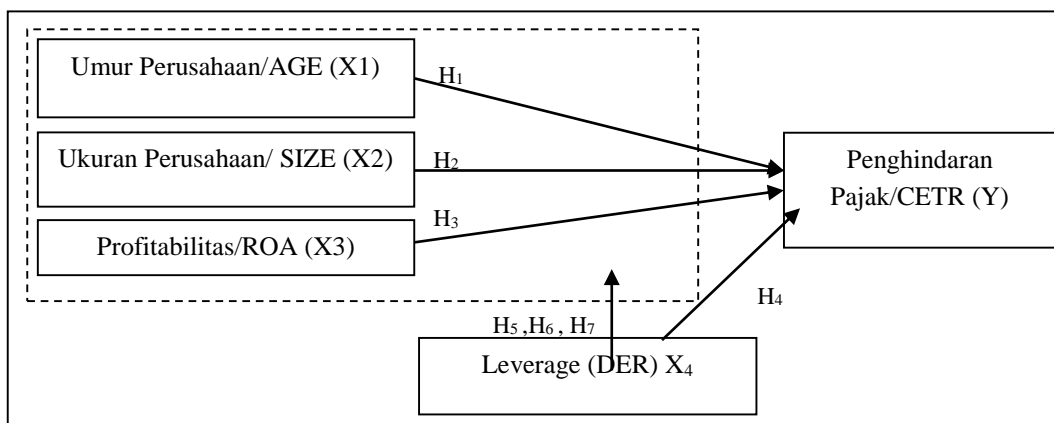 Umur Perusahaan/AGE (X1)
H1
Ukuran Perusahaan/ SIZE (X2)
H2
Profitabilitas/ROA (X3)
H3
Penghindaran
Pajak/CETR (Y)
H4
H5 ,H6 , H7
Leverage (DER) X4